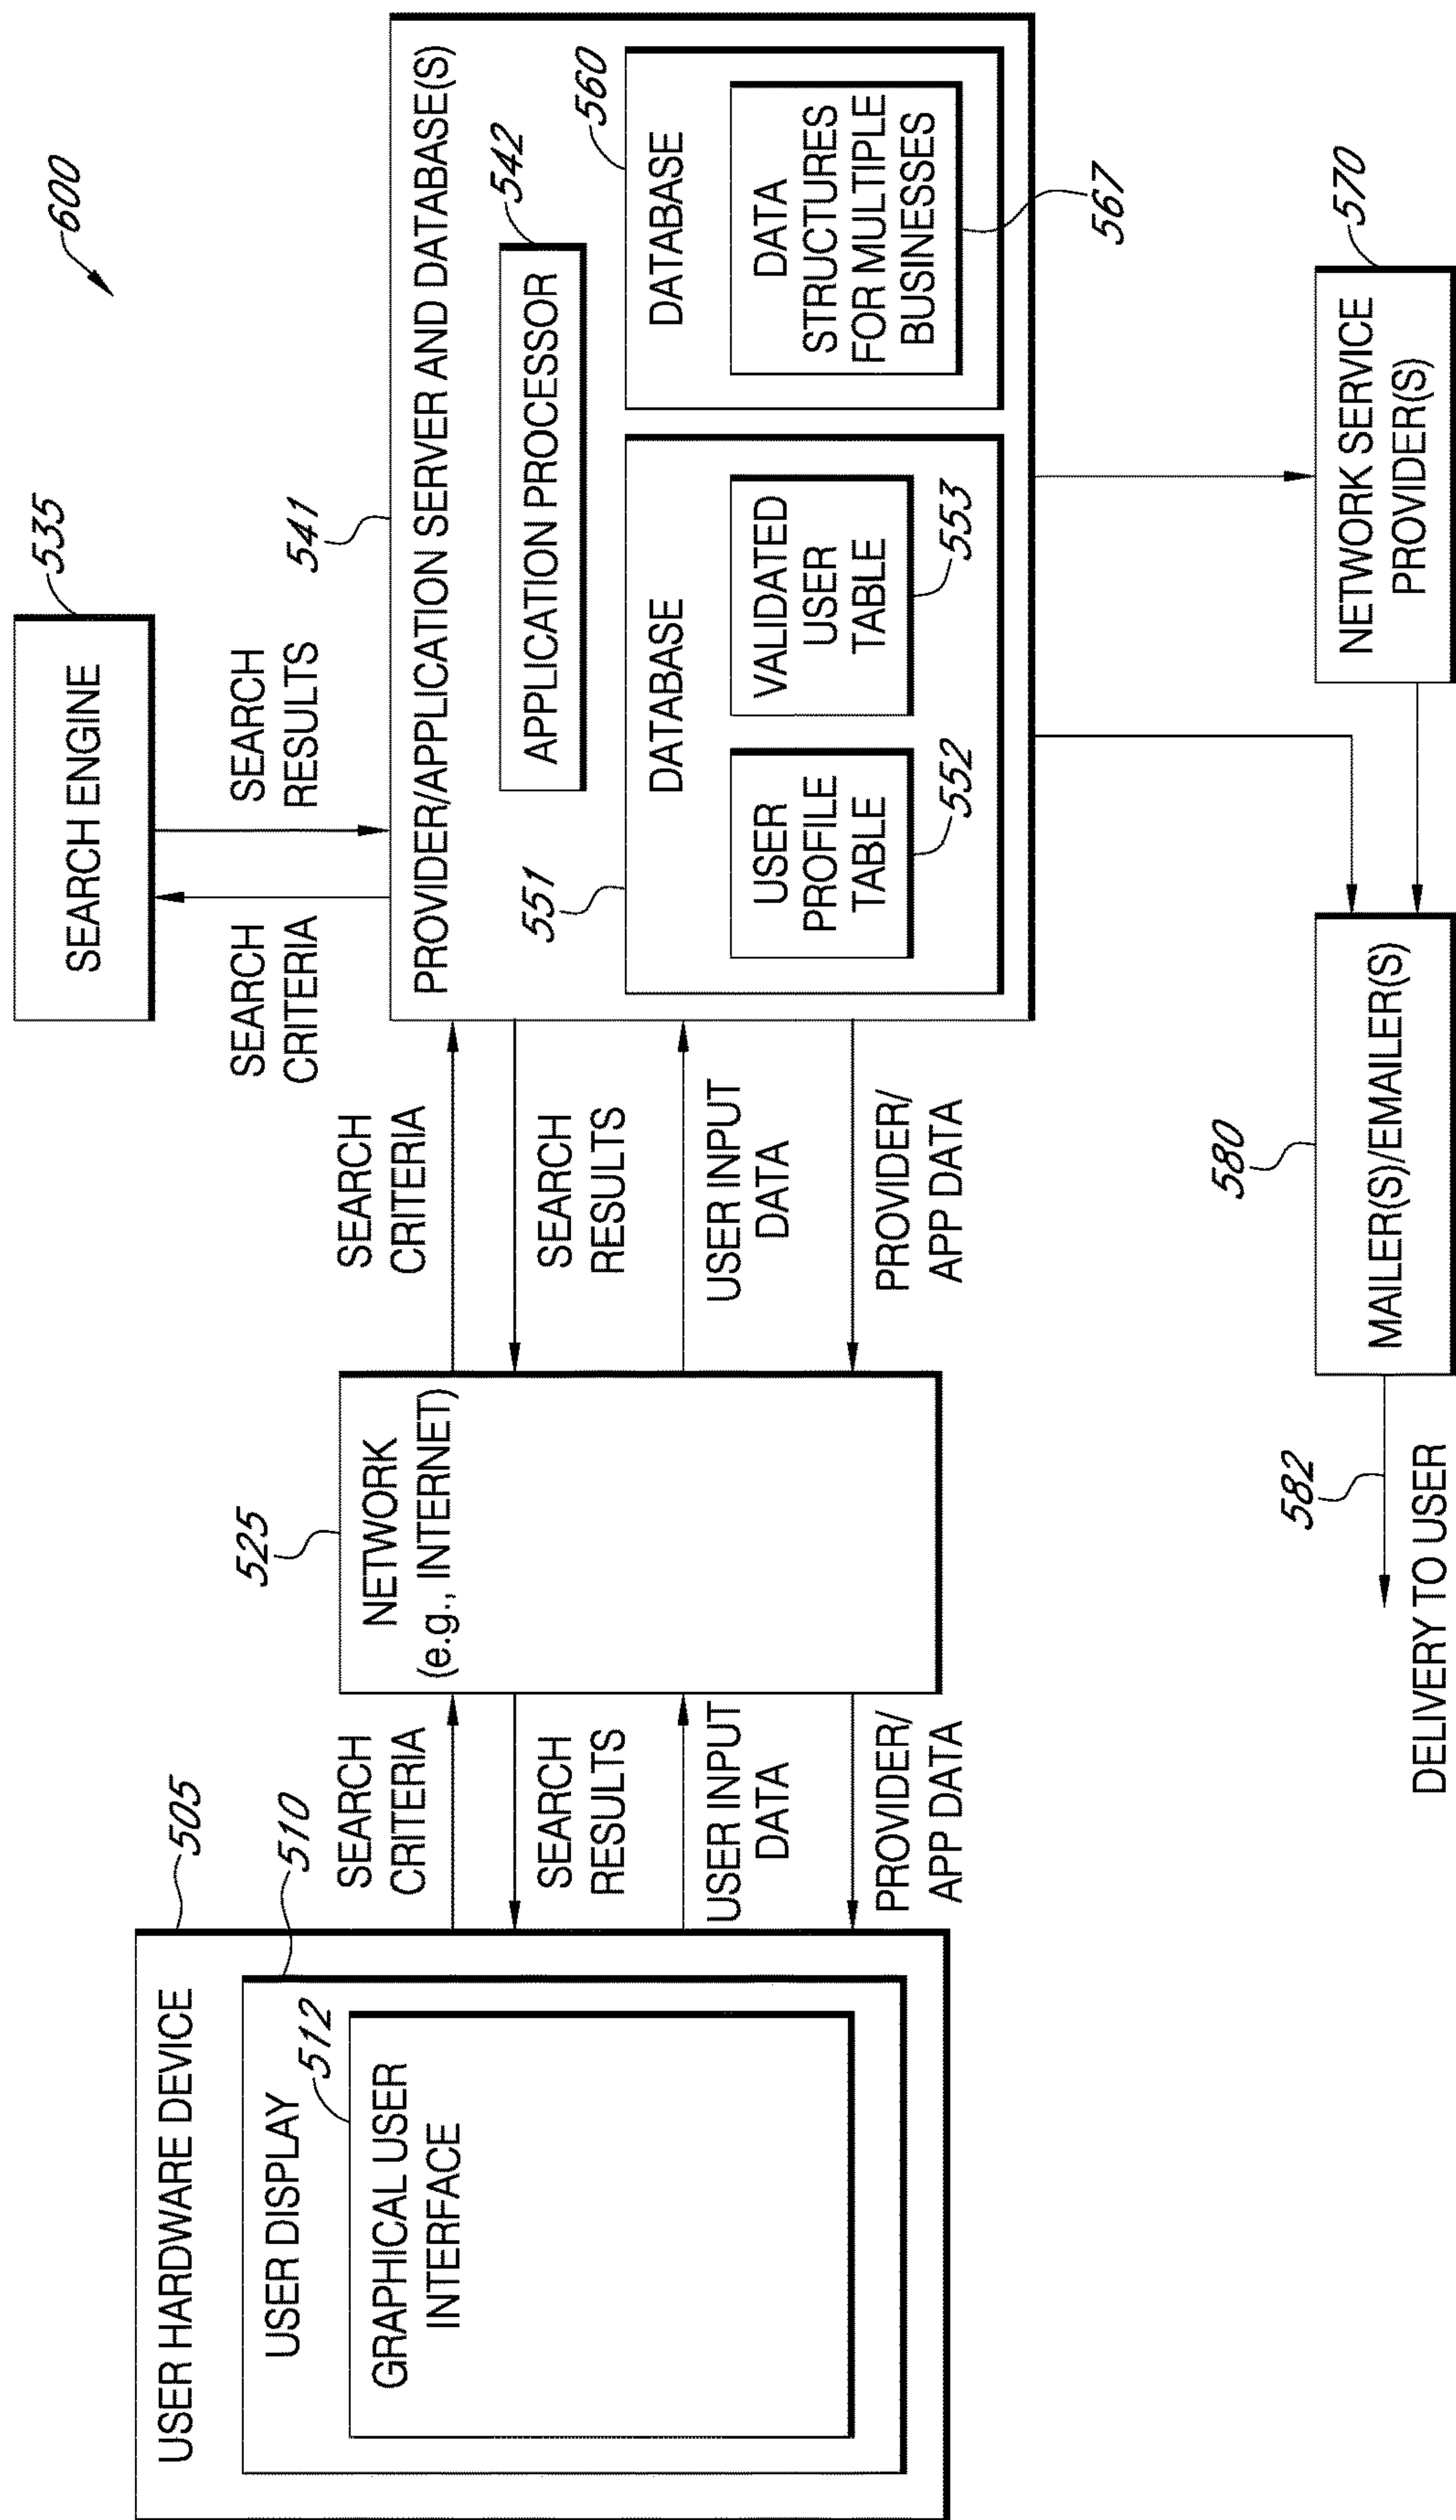 600
535
SEARCH ENGINE
SEARCH
CRITERIA
SEARCH
RESULTS
505
USER HARDWARE DEVICE
510
USER DISPLAY
512
GRAPHICAL USER
INTERFACE
SEARCH
CRITERIA
SEARCH
RESULTS
USER INPUT
DATA
PROVIDER/
APP DATA
525
NETWORK
(e.g., INTERNET)
SEARCH
CRITERIA
SEARCH
RESULTS
USER INPUT
DATA
PROVIDER/
APP DATA
541
PROVIDER/APPLICATION SERVER AND DATABASE(S)
542
APPLICATION PROCESSOR
551
DATABASE
USER
PROFILE
TABLE
552
VALIDATED
USER
TABLE
553
560
DATABASE
DATA
STRUCTURES
FOR MULTIPLE
BUSINESSES
567
570
NETWORK SERVICE
PROVIDER(S)
580
MAILER(S)/EMAILER(S)
582
DELIVERY TO USER